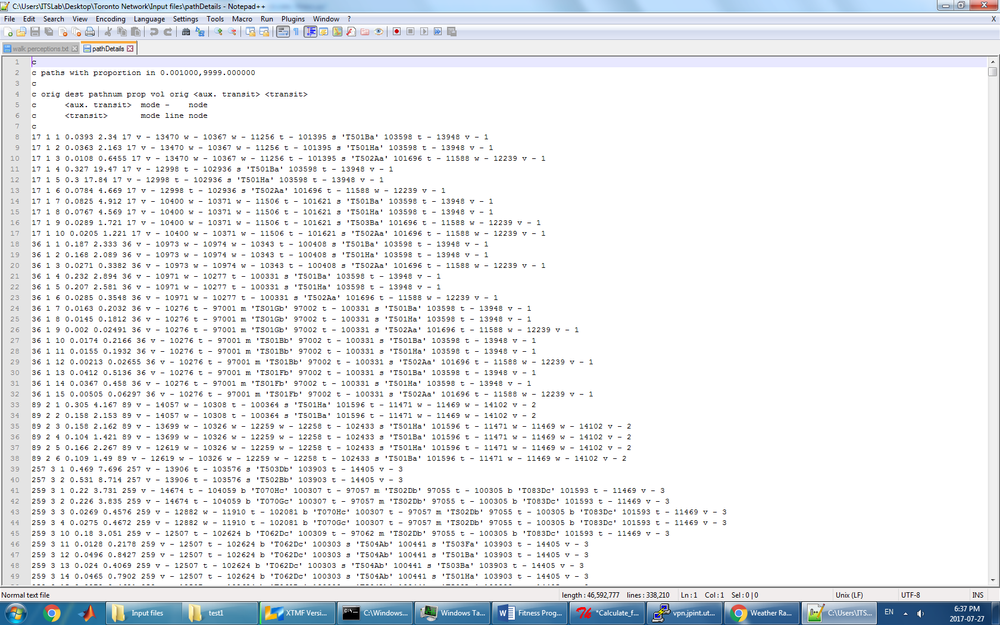 C:\Users\ITSLab\Desktop\Toronto Network\Input files\pathDetails - Notepad++
File Edit Search View Encoding Language Settings Tools Macro Run Plugins Window ? X
walk perceptions.txt pathDetails
1 c
2 c paths with proportion in 0.001000,9999.000000
3 c
4 c orig dest pathnum prop vol orig <aux. transit> <transit>
5 c <aux. transit> mode - node
6 c <transit> mode line node
7 c
8 17 1 1 0.0393 2.34 17 v - 13470 w - 10367 w - 11256 t - 101395 s 'T501Ba' 103598 t - 13948 v - 1
9 17 1 2 0.0363 2.163 17 v - 13470 w - 10367 w - 11256 t - 101395 s 'T501Ha' 103598 t - 13948 v - 1
10 17 1 3 0.0108 0.6455 17 v - 13470 w - 10367 w - 11256 t - 101395 s 'T502Aa' 101696 t - 11588 w - 12239 v - 1
11 17 1 4 0.327 19.47 17 v - 12998 t - 102936 s 'T501Ba' 103598 t - 13948 v - 1
12 17 1 5 0.3 17.84 17 v - 12998 t - 102936 s 'T501Ha' 103598 t - 13948 v - 1
13 17 1 6 0.0784 4.669 17 v - 12998 t - 102936 s 'T502Aa' 101696 t - 11588 w - 12239 v - 1
14 17 1 7 0.0825 4.912 17 v - 10400 w - 10371 w - 11506 t - 101621 s 'T501Ba' 103598 t - 13948 v - 1
15 17 1 8 0.0767 4.569 17 v - 10400 w - 10371 w - 11506 t - 101621 s 'T501Ha' 103598 t - 13948 v - 1
16 17 1 9 0.0289 1.721 17 v - 10400 w - 10371 w - 11506 t - 101621 s 'T503Ba' 101696 t - 11588 w - 12239 v - 1
17 17 1 10 0.0205 1.221 17 v - 10400 w - 10371 w - 11506 t - 101621 s 'T502Aa' 101696 t - 11588 w - 12239 v - 1
18 36 1 1 0.187 2.333 36 v - 10973 w - 10974 w - 10343 t - 100408 s 'T501Ba' 103598 t - 13948 v - 1
19 36 1 2 0.168 2.089 36 v - 10973 w - 10974 w - 10343 t - 100408 s 'T501Ha' 103598 t - 13948 v - 1
20 36 1 3 0.0271 0.3382 36 v - 10973 w - 10974 w - 10343 t - 100408 s 'T502Aa' 101696 t - 11588 w - 12239 v - 1
21 36 1 4 0.232 2.894 36 v - 10971 w - 10277 t - 100331 s 'T501Ba' 103598 t - 13948 v - 1
22 36 1 5 0.207 2.581 36 v - 10971 w - 10277 t - 100331 s 'T501Ha' 103598 t - 13948 v - 1
23 36 1 6 0.0285 0.3548 36 v - 10971 w - 10277 t - 100331 s 'T502Aa' 101696 t - 11588 w - 12239 v - 1
24 36 1 7 0.0163 0.2032 36 v - 10276 t - 97001 m 'TS01Gb' 97002 t - 100331 s 'T501Ba' 103598 t - 13948 v - 1
25 36 1 8 0.0145 0.1812 36 v - 10276 t - 97001 m 'TS01Gb' 97002 t - 100331 s 'T501Ha' 103598 t - 13948 v - 1
26 36 1 9 0.002 0.02491 36 v - 10276 t - 97001 m 'TS01Gb' 97002 t - 100331 s 'T502Aa' 101696 t - 11588 w - 12239 v - 1
27 36 1 10 0.0174 0.2166 36 v - 10276 t - 97001 m 'TS01Bb' 97002 t - 100331 s 'T501Ba' 103598 t - 13948 v - 1
28 36 1 11 0.0155 0.1932 36 v - 10276 t - 97001 m 'TS01Bb' 97002 t - 100331 s 'T501Ha' 103598 t - 13948 v - 1
29 36 1 12 0.00213 0.02655 36 v - 10276 t - 97001 m 'TS01Bb' 97002 t - 100331 s 'T502Aa' 101696 t - 11588 w - 12239 v - 1
30 36 1 13 0.0412 0.5136 36 v - 10276 t - 97001 m 'TS01Fb' 97002 t - 100331 s 'T501Ba' 103598 t - 13948 v - 1
31 36 1 14 0.0367 0.458 36 v - 10276 t - 97001 m 'TS01Fb' 97002 t - 100331 s 'T501Ha' 103598 t - 13948 v - 1
32 36 1 15 0.00505 0.06297 36 v - 10276 t - 97001 m 'TS01Fb' 97002 t - 100331 s 'T502Aa' 101696 t - 11588 w - 12239 v - 1
33 89 2 1 0.305 4.167 89 v - 14057 w - 10308 t - 100364 s 'T501Ha' 101596 t - 11471 w - 11469 w - 14102 v - 2
34 89 2 2 0.158 2.153 89 v - 14057 w - 10308 t - 100364 s 'T501Ba' 101596 t - 11471 w - 11469 w - 14102 v - 2
35 89 2 3 0.158 2.162 89 v - 13699 w - 10326 w - 12259 w - 12258 t - 102433 s 'T501Ha' 101596 t - 11471 w - 11469 w - 14102 v - 2
36 89 2 4 0.104 1.421 89 v - 13699 w - 10326 w - 12259 w - 12258 t - 102433 s 'T501Ba' 101596 t - 11471 w - 11469 w - 14102 v - 2
37 89 2 5 0.166 2.267 89 v - 12619 w - 10326 w - 12259 w - 12258 t - 102433 s 'T501Ha' 101596 t - 11471 w - 11469 w - 14102 v - 2
38 89 2 6 0.109 1.49 89 v - 12619 w - 10326 w - 12259 w - 12258 t - 102433 s 'T501Ba' 101596 t - 11471 w - 11469 w - 14102 v - 2
39 257 3 1 0.469 7.696 257 v - 13906 t - 103576 s 'T503Db' 103903 t - 14405 v - 3
40 257 3 2 0.531 8.714 257 v - 13906 t - 103576 s 'T502Bb' 103903 t - 14405 v - 3
41 259 3 1 0.22 3.731 259 v - 14674 t - 104059 b 'T070Hc' 100307 t - 97057 m 'TS02Db' 97055 t - 100305 b 'T083Dc' 101593 t - 11469 v - 3
42 259 3 2 0.226 3.835 259 v - 14674 t - 104059 b 'T070Gc' 100307 t - 97057 m 'TS02Db' 97055 t - 100305 b 'T083Dc' 101593 t - 11469 v - 3
43 259 3 3 0.0269 0.4576 259 v - 12882 w - 11910 t - 102081 b 'T070Hc' 100307 t - 97057 m 'TS02Db' 97055 t - 100305 b 'T083Dc' 101593 t - 11469 v - 3
44 259 3 4 0.0275 0.4672 259 v - 12882 w - 11910 t - 102081 b 'T070Gc' 100307 t - 97057 m 'TS02Db' 97055 t - 100305 b 'T083Dc' 101593 t - 11469 v - 3
45 259 3 10 0.18 3.051 259 v - 12507 t - 102624 b 'T062Dc' 100309 t - 97062 m 'TS02Db' 97055 t - 100305 b 'T083Dc' 101593 t - 11469 v - 3
46 259 3 11 0.0128 0.2178 259 v - 12507 t - 102624 b 'T062Dc' 100303 s 'T504Ab' 100441 s 'T503Fa' 103903 t - 14405 v - 3
47 259 3 12 0.0496 0.8427 259 v - 12507 t - 102624 b 'T062Dc' 100303 s 'T504Ab' 100441 s 'T501Ba' 103903 t - 14405 v - 3
48 259 3 13 0.024 0.4069 259 v - 12507 t - 102624 b 'T062Dc' 100303 s 'T504Ab' 100441 s 'T503Ba' 103903 t - 14405 v - 3
49 259 3 14 0.0465 0.7902 259 v - 12507 t - 102624 b 'T062Dc' 100303 s 'T504Ab' 100441 s 'T501Ha' 103903 t - 14405 v - 3
Normal text file length : 46,592,777 lines : 338,210 Ln : 1 Col : 1 Sel : 0 | 0 Unix (LF) UTF-8 INS
Input files test1 XTMF Versi... C:\Windows... Windows Ta... Fitness Prog... *Calculate_f... vpn.jpint.ut... Weather Ra... C:\Users\ITS... EN 6:37 PM
2017-07-27